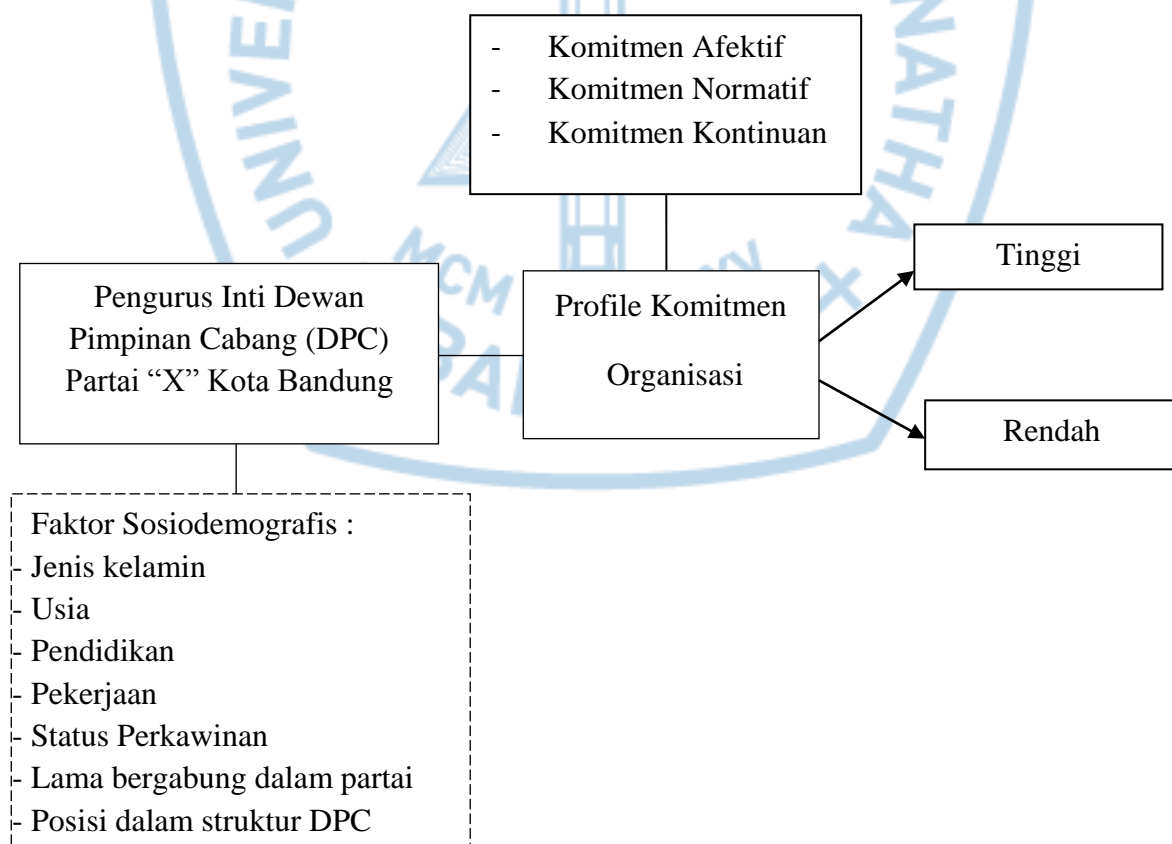 - Komitmen Afektif
- Komitmen Normatif
- Komitmen Kontinuan
Pengurus Inti Dewan
Pimpinan Cabang (DPC)
Partai “X” Kota Bandung
Profile Komitmen
Organisasi
Tinggi
Rendah
Faktor Sosiodemografis :
- Jenis kelamin
- Usia
- Pendidikan
- Pekerjaan
- Status Perkawinan
- Lama bergabung dalam partai
- Posisi dalam struktur DPC
MCM